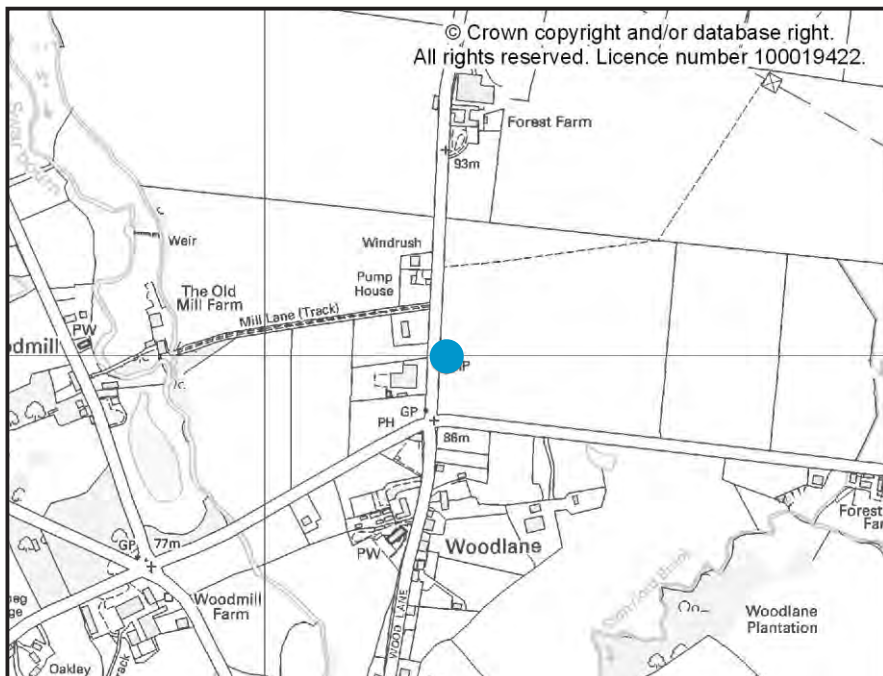 © Crown copyright and/or database right.
All rights reserved. Licence number 100019422.
Forest Farm
93m
Swar
Weir
Windrush
Pump
House
The Old
Mill Farm
Mill Lane (Track)
PW
odmill
GP
PH
86m
GP
77m
Woodlane
PW
Forest
Far
WOOD LANE
Brook
Woodmill
Farm
Woodlane
Plantation
Oakley